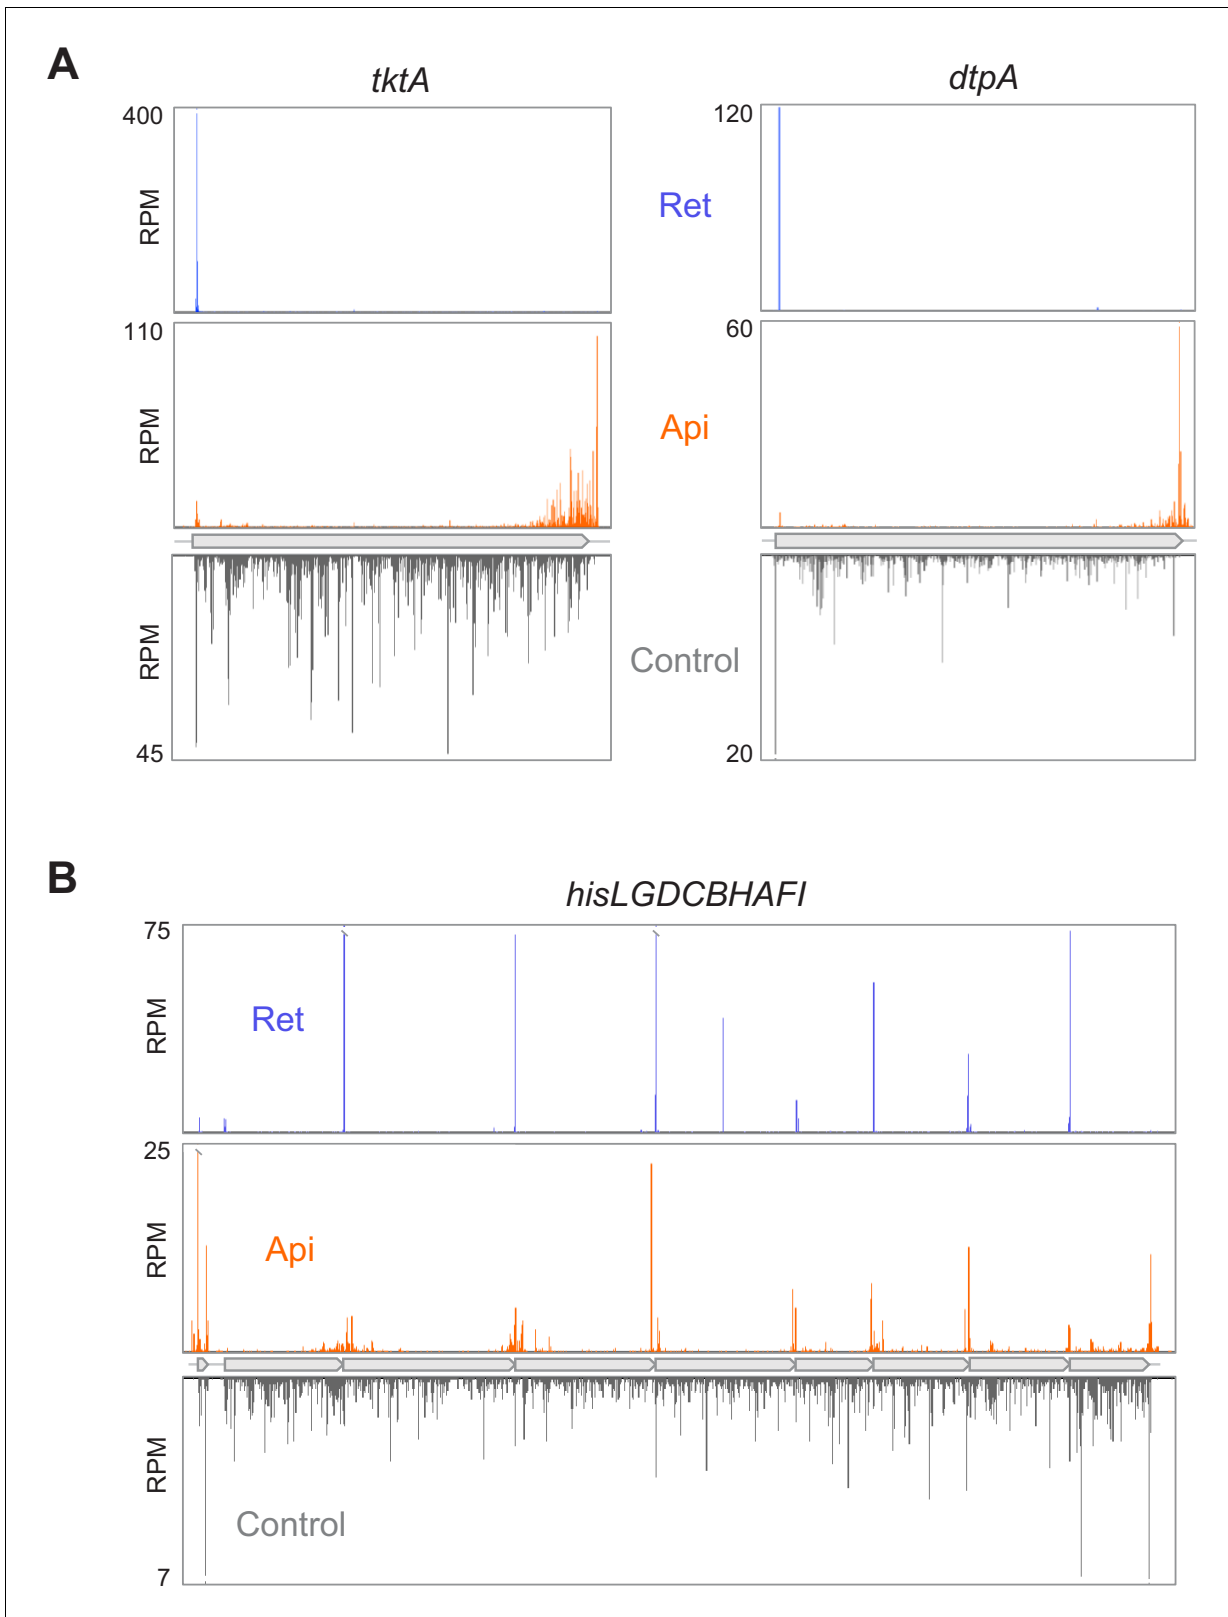 A
tktA
dtpA
400
RPM
120
Ret
110
RPM
60
Api
RPM
45
Control
20
B
hisLGDCBHAFI
75
RPM
Ret
25
RPM
Api
RPM
Control
7